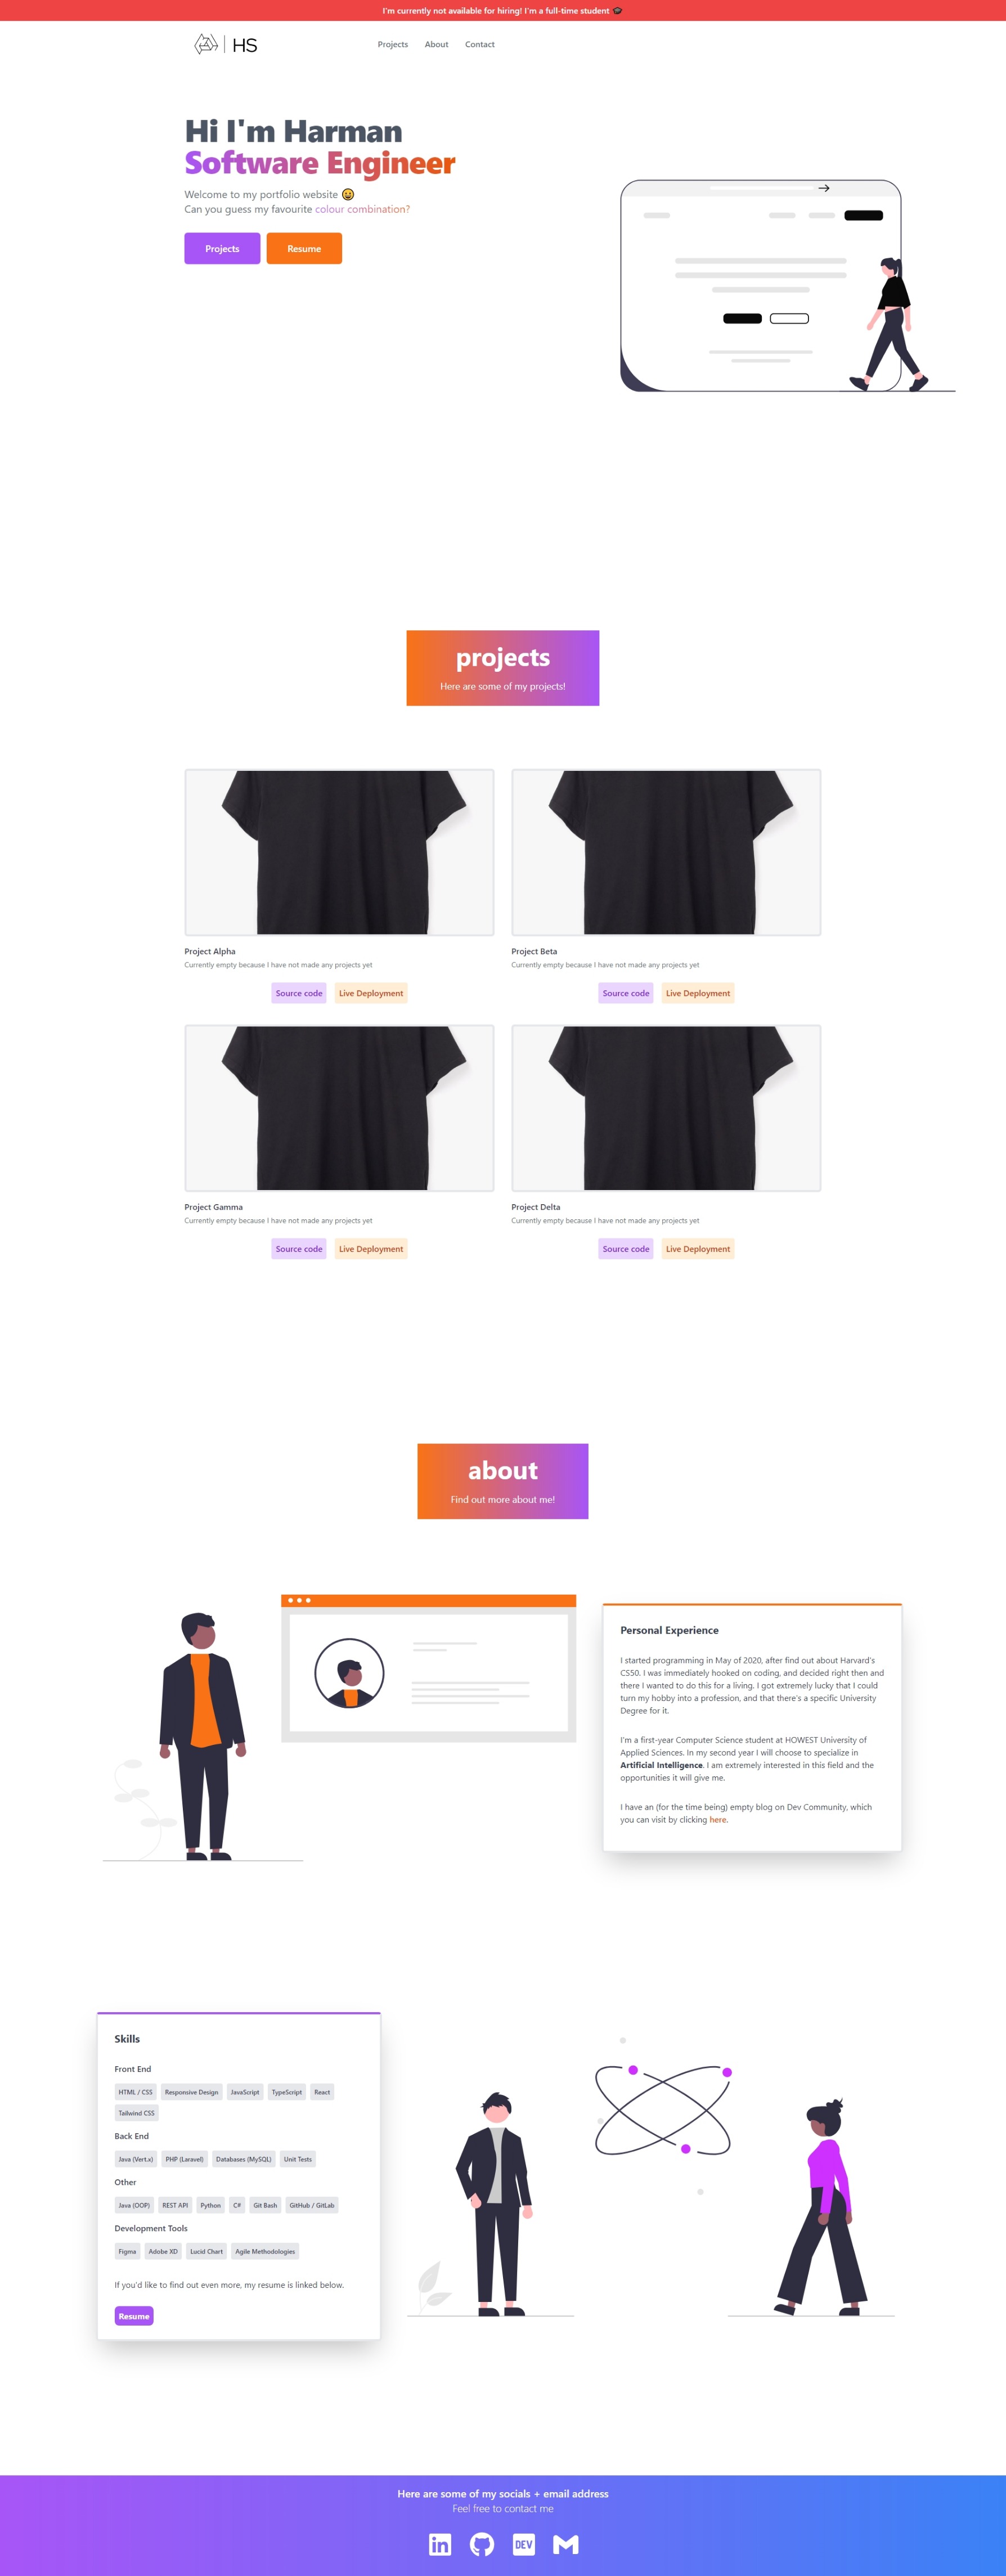 I'm currently not available for hiring! I'm a full-time student 🎓
HS
Projects About Contact
Hi I'm Harman
Software Engineer
Welcome to my portfolio website 😃
Can you guess my favourite colour combination?
Projects Resume
projects
Here are some of my projects!
Project Alpha
Currently empty because I have not made any projects yet
Source code Live Deployment
Project Beta
Currently empty because I have not made any projects yet
Source code Live Deployment
Project Gamma
Currently empty because I have not made any projects yet
Source code Live Deployment
Project Delta
Currently empty because I have not made any projects yet
Source code Live Deployment
about
Find out more about me!
Personal Experience
I started programming in May of 2020, after find out about Harvard's
CS50. I was immediately hooked on coding, and decided right then and
there I wanted to do this for a living. I got extremely lucky that I could
turn my hobby into a profession, and that there's a specific University
Degree for it.
I'm a first-year Computer Science student at HOWEST University of
Applied Sciences. In my second year I will choose to specialize in
Artificial Intelligence. I am extremely interested in this field and the
opportunities it will give me.
I have an (for the time being) empty blog on Dev Community, which
you can visit by clicking here.
Skills
Front End
HTML / CSS Responsive Design JavaScript TypeScript React
Tailwind CSS
Back End
Java (Vert.x) PHP (Laravel) Databases (MySQL) Unit Tests
Other
Java (OOP) REST API Python C# Git Bash GitHub / GitLab
Development Tools
Figma Adobe XD Lucid Chart Agile Methodologies
If you'd like to find out even more, my resume is linked below.
Resume
Here are some of my socials + email address
Feel free to contact me
in DEV